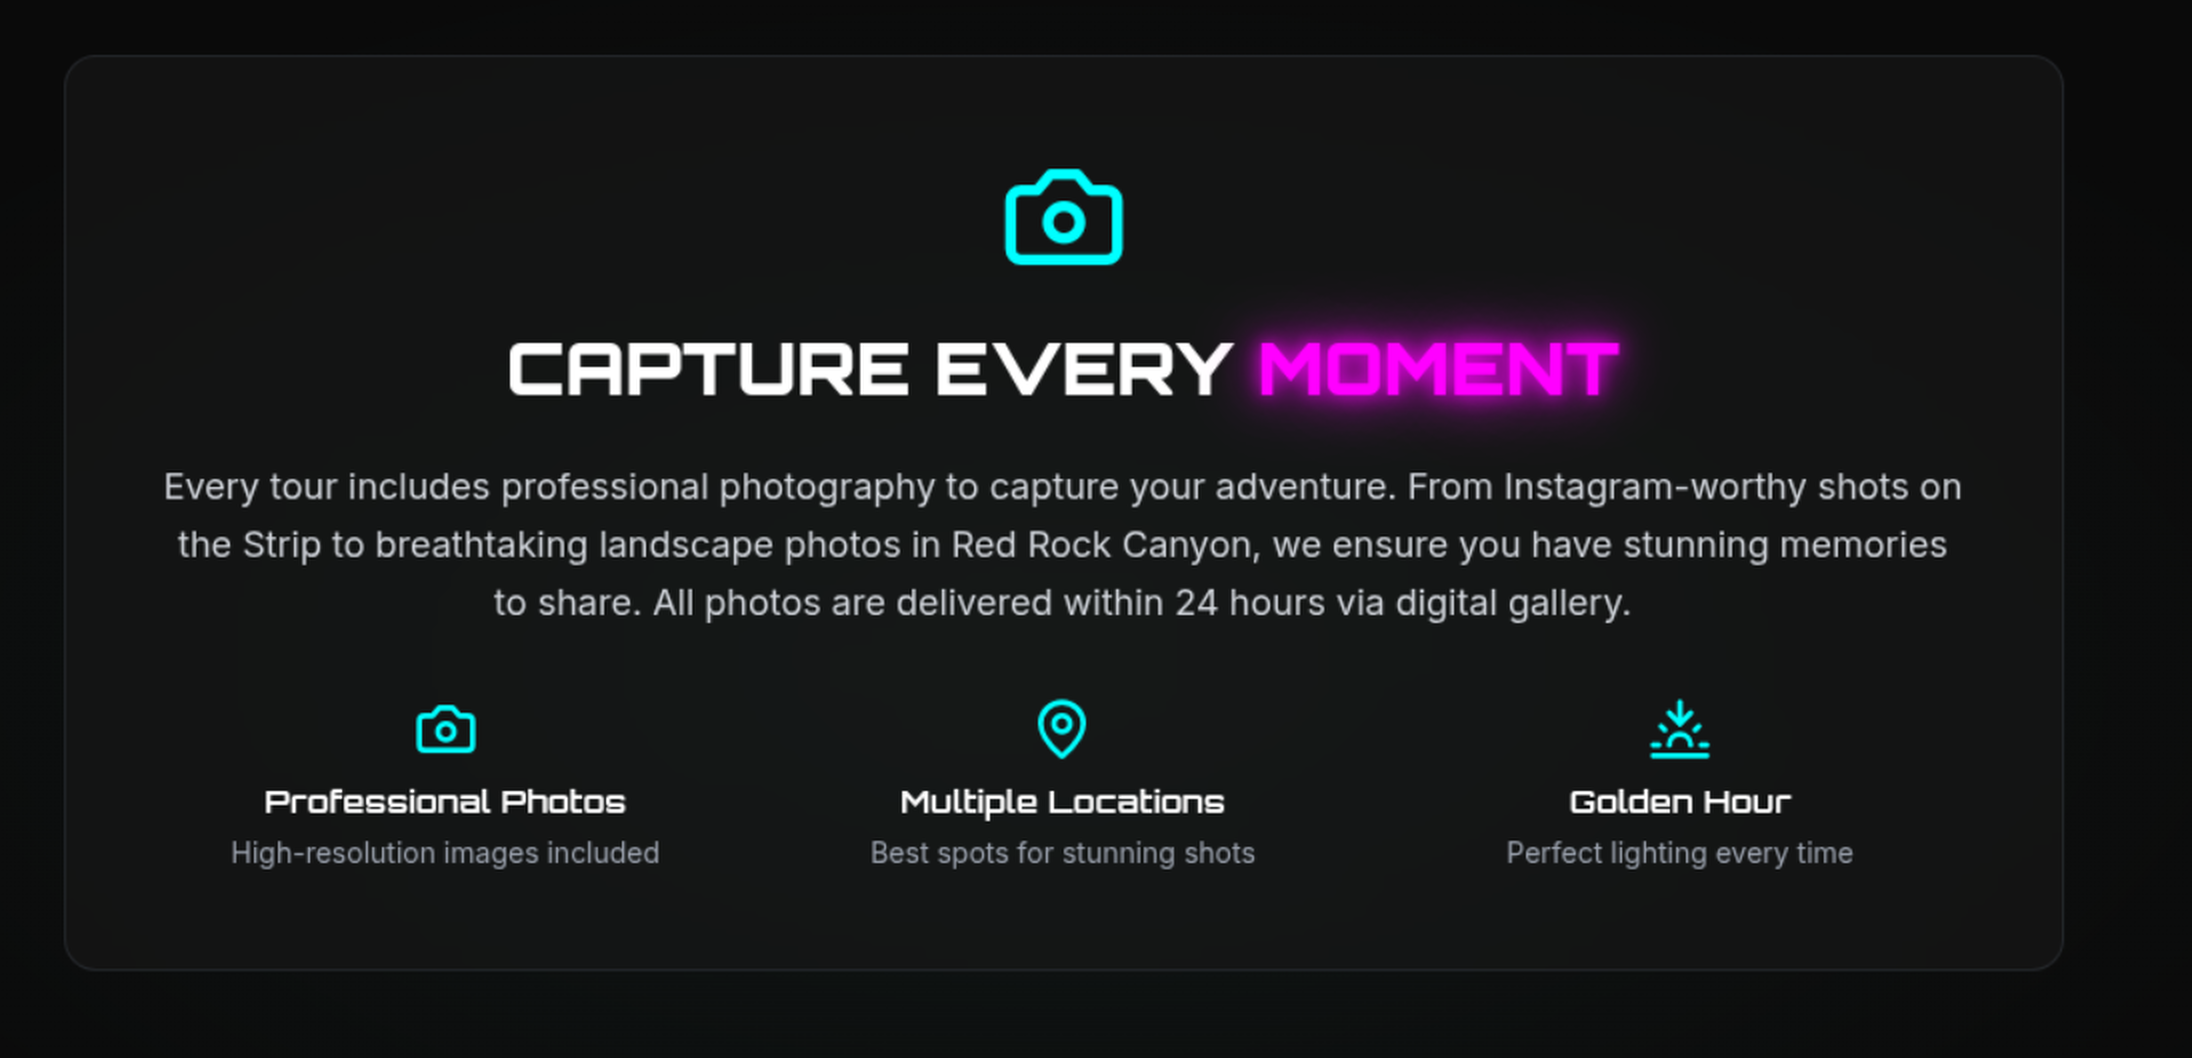 CAPTURE EVERY MOMENT
Every tour includes professional photography to capture your adventure. From Instagram-worthy shots on
the Strip to breathtaking landscape photos in Red Rock Canyon, we ensure you have stunning memories
to share. All photos are delivered within 24 hours via digital gallery.
Professional Photos
High-resolution images included
Multiple Locations
Best spots for stunning shots
Golden Hour
Perfect lighting every time